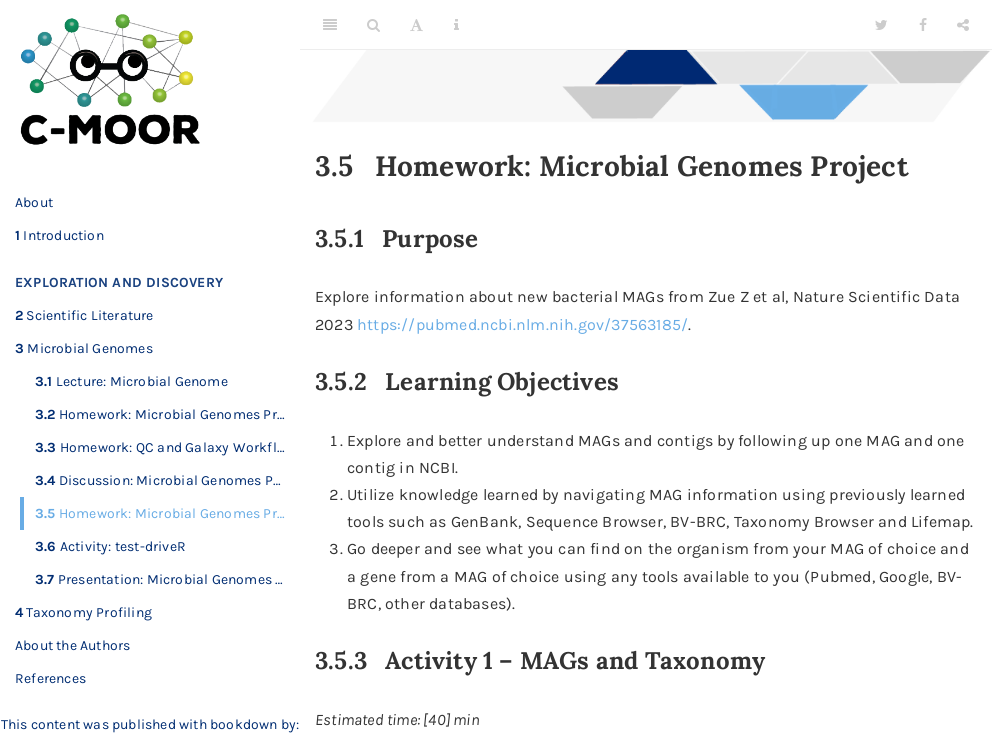 C-MOOR
About
1 Introduction
EXPLORATION AND DISCOVERY
2 Scientific Literature
3 Microbial Genomes
3.1 Lecture: Microbial Genome
3.2 Homework: Microbial Genomes Pr…
3.3 Homework: QC and Galaxy Workfl…
3.4 Discussion: Microbial Genomes P…
3.5 Homework: Microbial Genomes Pr…
3.6 Activity: test-driveR
3.7 Presentation: Microbial Genomes …
4 Taxonomy Profiling
About the Authors
References
This content was published with bookdown by:
3.5 Homework: Microbial Genomes Project
3.5.1 Purpose
Explore information about new bacterial MAGs from Zue Z et al, Nature Scientific Data
2023 https://pubmed.ncbi.nlm.nih.gov/37563185/.
3.5.2 Learning Objectives
1. Explore and better understand MAGs and contigs by following up one MAG and one
contig in NCBI.
2. Utilize knowledge learned by navigating MAG information using previously learned
tools such as GenBank, Sequence Browser, BV-BRC, Taxonomy Browser and Lifemap.
3. Go deeper and see what you can find on the organism from your MAG of choice and
a gene from a MAG of choice using any tools available to you (Pubmed, Google, BV-
BRC, other databases).
3.5.3 Activity 1 – MAGs and Taxonomy
Estimated time: [40] min